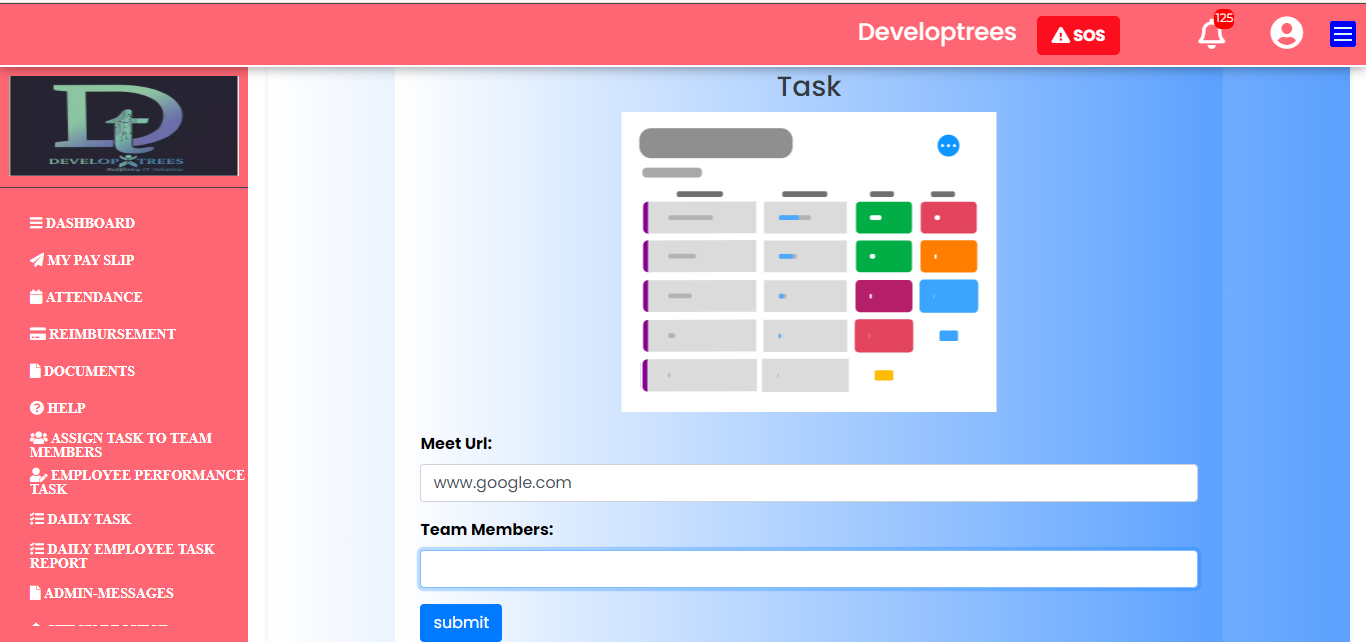 Developtrees
SOS
125
DEVELOP TREES
DASHBOARD
MY PAY SLIP
ATTENDANCE
REIMBURSEMENT
DOCUMENTS
HELP
ASSIGN TASK TO TEAM
MEMBERS
EMPLOYEE PERFORMANCE
TASK
DAILY TASK
DAILY EMPLOYEE TASK
REPORT
ADMIN-MESSAGES
Task
Meet Url:
www.google.com
Team Members:
submit